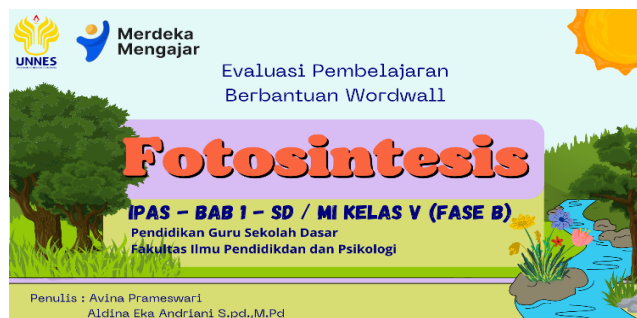 UNNES
Merdeka
Mengajar
Evaluasi Pembelajaran
Berbantuan Wordwall
Fotosintesis
IPAS - BAB 1 - SD / MI KELAS V (FASE B)
Pendidikan Guru Sekolah Dasar
Fakultas Ilmu Pendidikdan dan Psikologi
Penulis : Avina Prameswari
Aldina Eka Andriani S.pd.,M.Pd